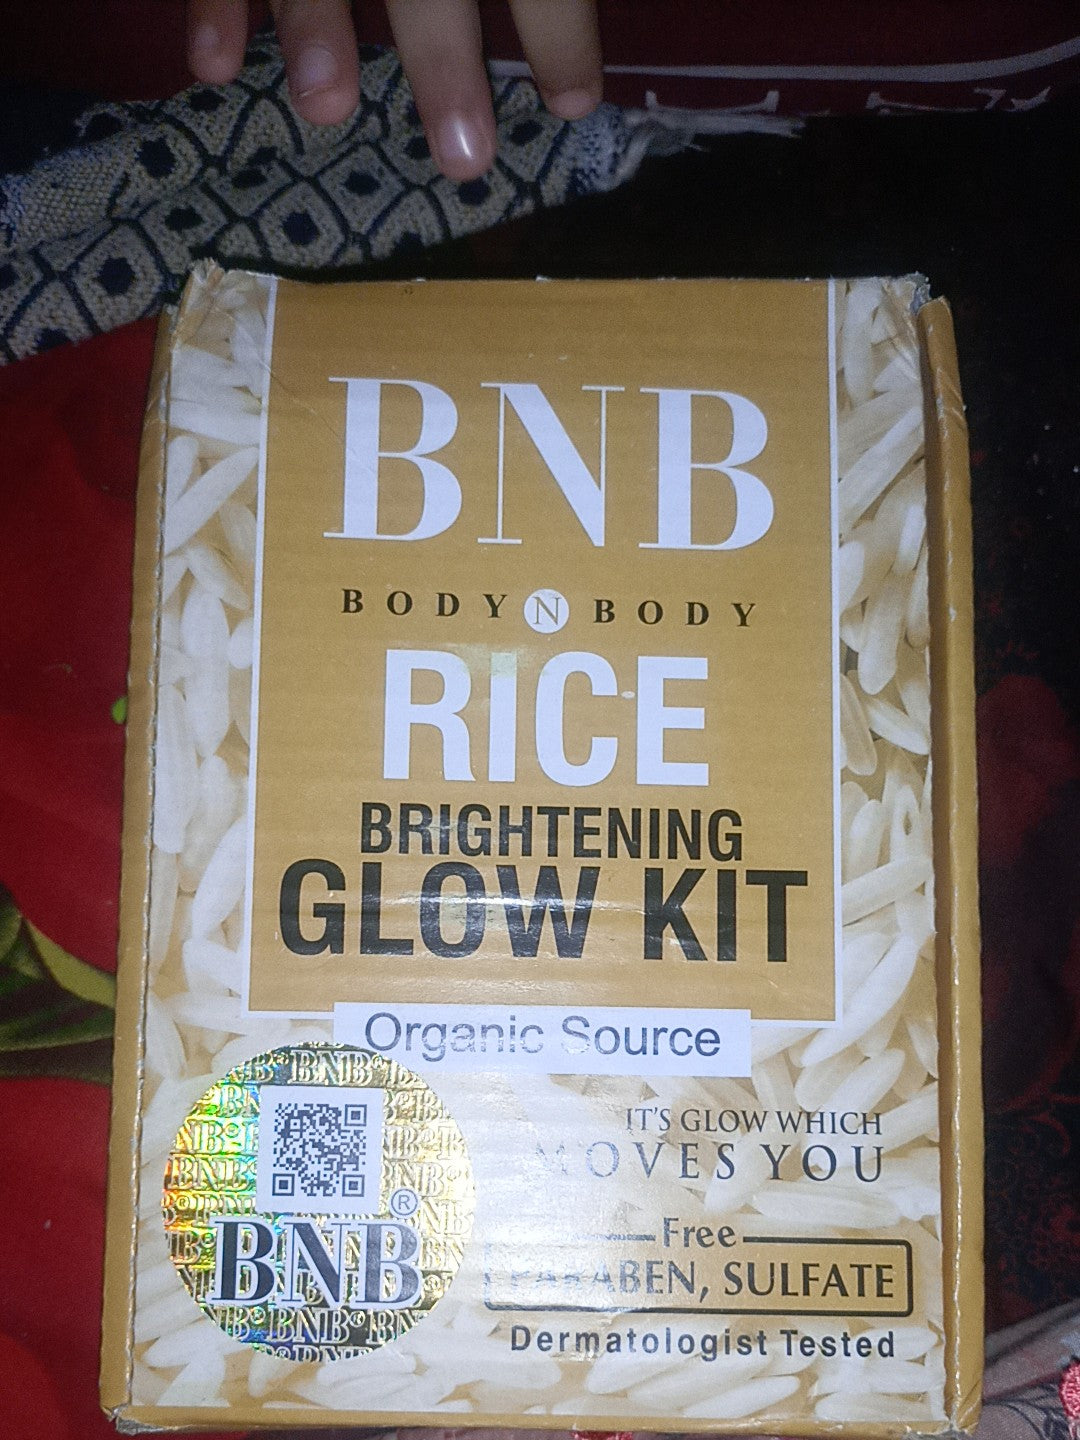 BNB
BODY N BODY
RICE
BRIGHTENING
GLOW KIT
Organic Source
IT'S GLOW WHICH
MOVES YOU
Free
PARABEN, SULFATE
Dermatologist Tested
BNB®